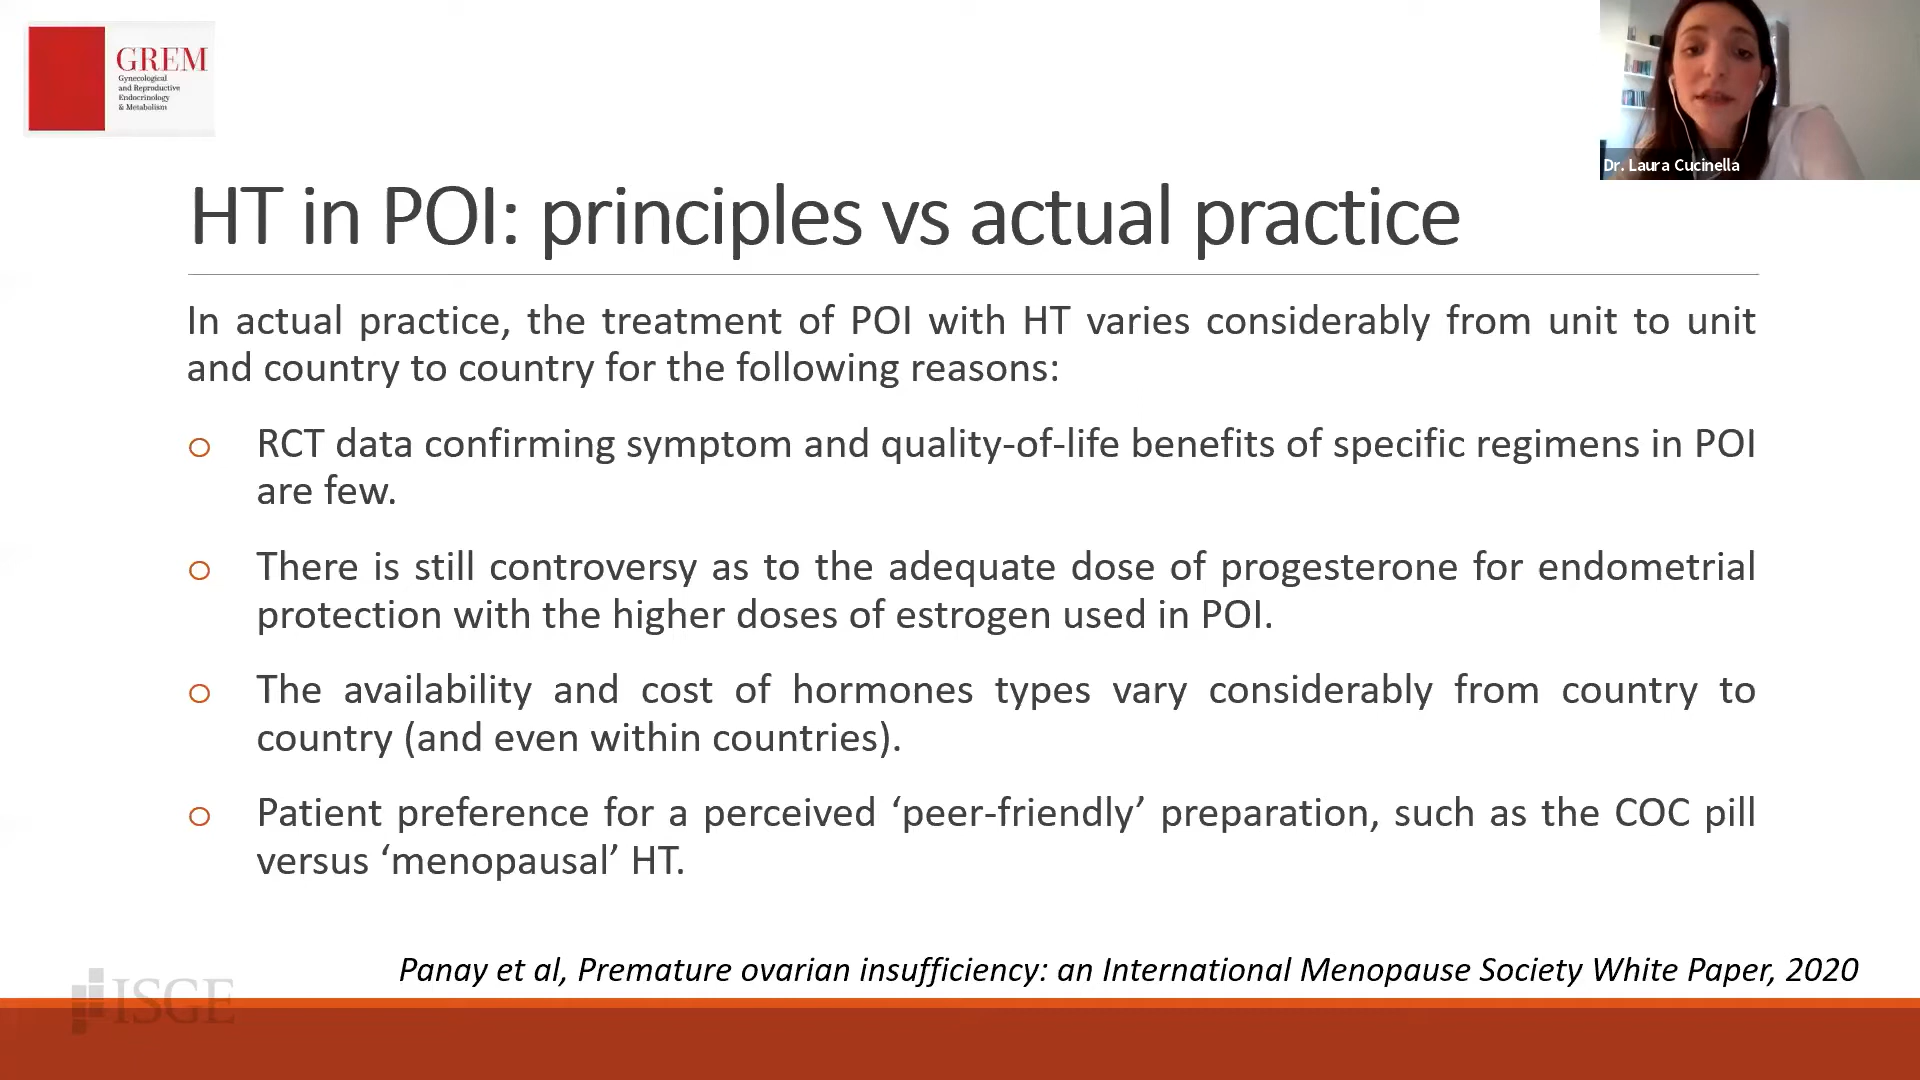 GREM
Gynecological
and Reproductive
Endocrinology
& Metabolism
Dr. Laura Cucinella
HT in POI: principles vs actual practice
In actual practice, the treatment of POI with HT varies considerably from unit to unit
and country to country for the following reasons:
o RCT data confirming symptom and quality-of-life benefits of specific regimens in POI
are few.
o There is still controversy as to the adequate dose of progesterone for endometrial
protection with the higher doses of estrogen used in POI.
o The availability and cost of hormones types vary considerably from country to
country (and even within countries).
o Patient preference for a perceived ‘peer-friendly’ preparation, such as the COC pill
versus ‘menopausal’ HT.
Panay et al, Premature ovarian insufficiency: an International Menopause Society White Paper, 2020
ISGE